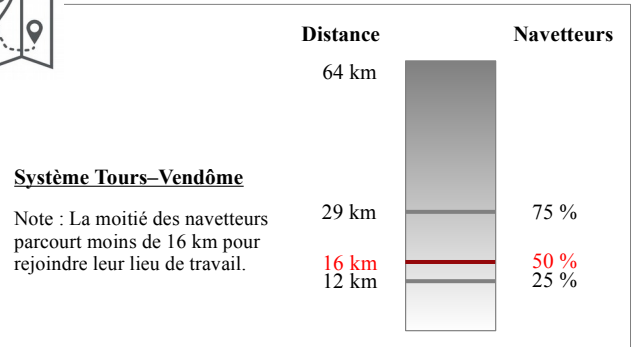 Distance Navetteurs
64 km
Système Tours–Vendôme
Note : La moitié des navetteurs
parcourt moins de 16 km pour
rejoindre leur lieu de travail.
29 km 75 %
16 km 50 %
12 km 25 %